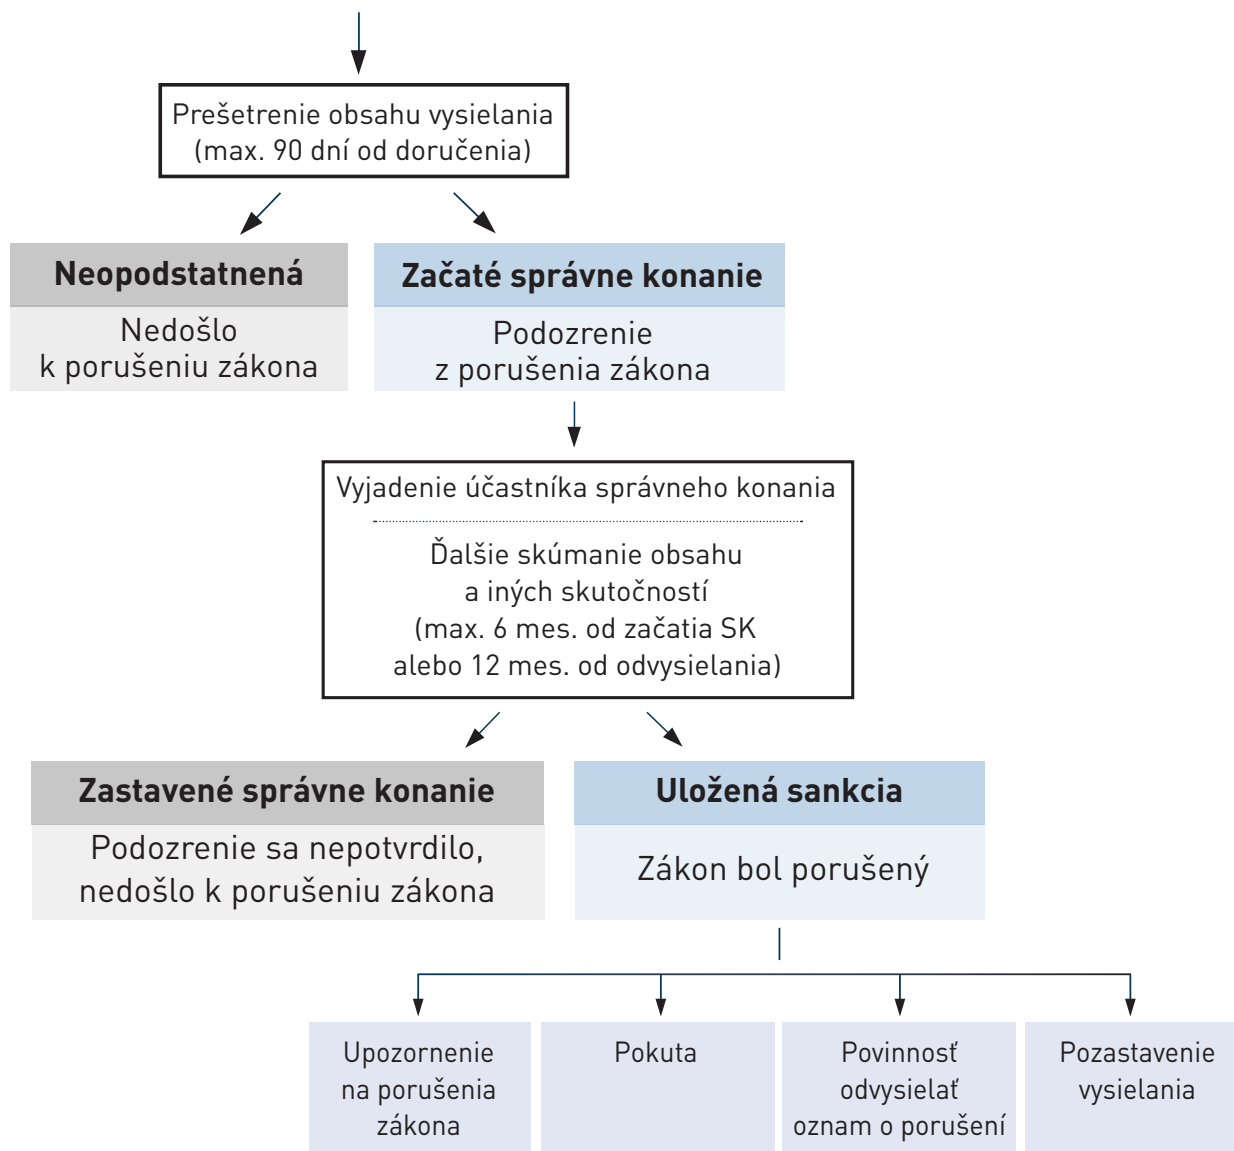 Prešetrenie obsahu vysielania
(max. 90 dní od doručenia)
Neopodstatnená
Nedošlo
k porušeniu zákona
Začaté správne konanie
Podozrenie
z porušenia zákona
Vyjadenie účastníka správneho konania
Ďalšie skúmanie obsahu
a iných skutočností
(max. 6 mes. od začatia SK
alebo 12 mes. od odvysielania)
Zastavené správne konanie
Podozrenie sa nepotvrdilo,
nedošlo k porušeniu zákona
Uložená sankcia
Zákon bol porušený
Upozornenie
na porušenia
zákona
Pokuta
Povinnosť
odvysielať
oznam o porušení
Pozastavenie
vysielania